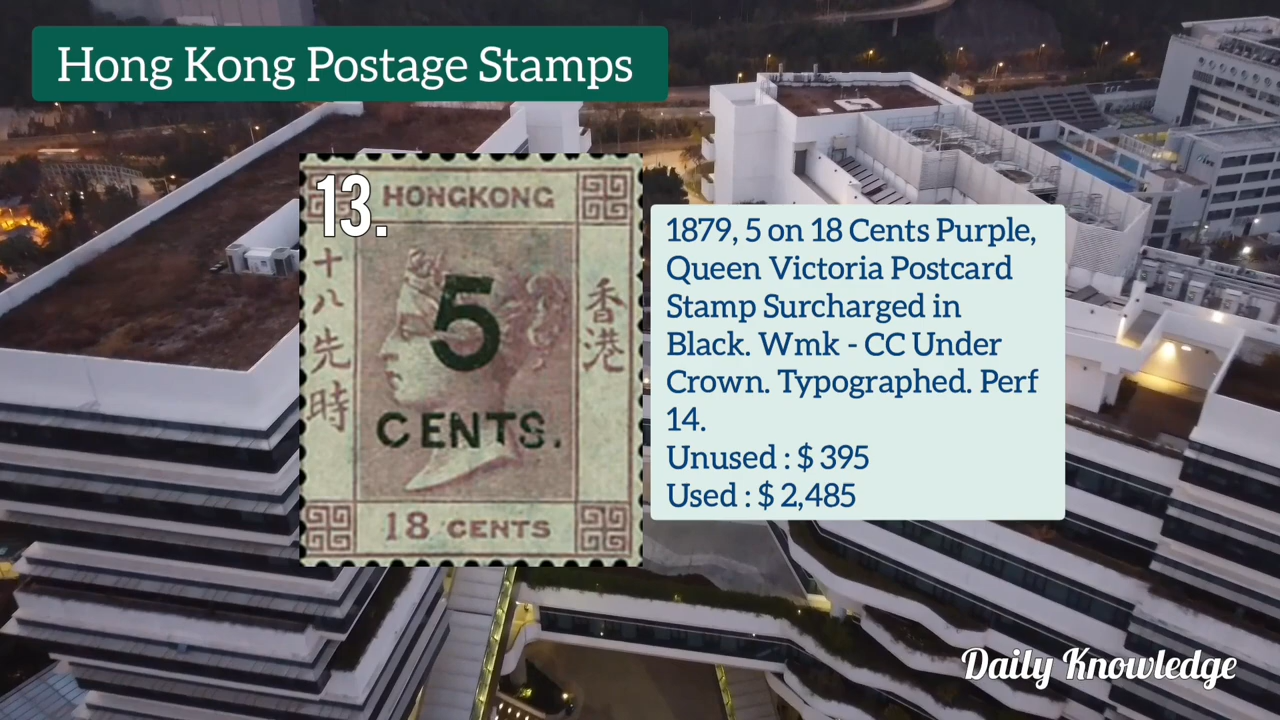 Hong Kong Postage Stamps
13.
HONGKONG
十八先時
5
CENTS.
香港
18 CENTS
1879, 5 on 18 Cents Purple,
Queen Victoria Postcard
Stamp Surcharged in
Black. Wmk - CC Under
Crown. Typographed. Perf
14.
Unused : $ 395
Used : $ 2,485
Daily Knowledge